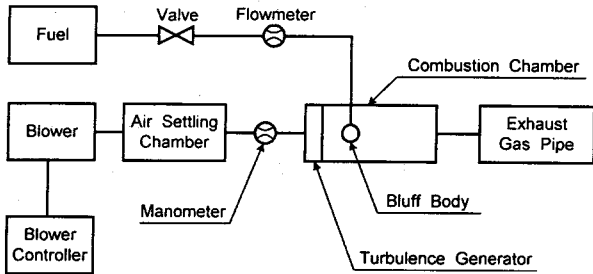 Fuel
Valve
Flowmeter
Combustion Chamber
Blower
Air Settling
Chamber
Exhaust
Gas Pipe
Manometer
Bluff Body
Blower
Controller
Turbulence Generator